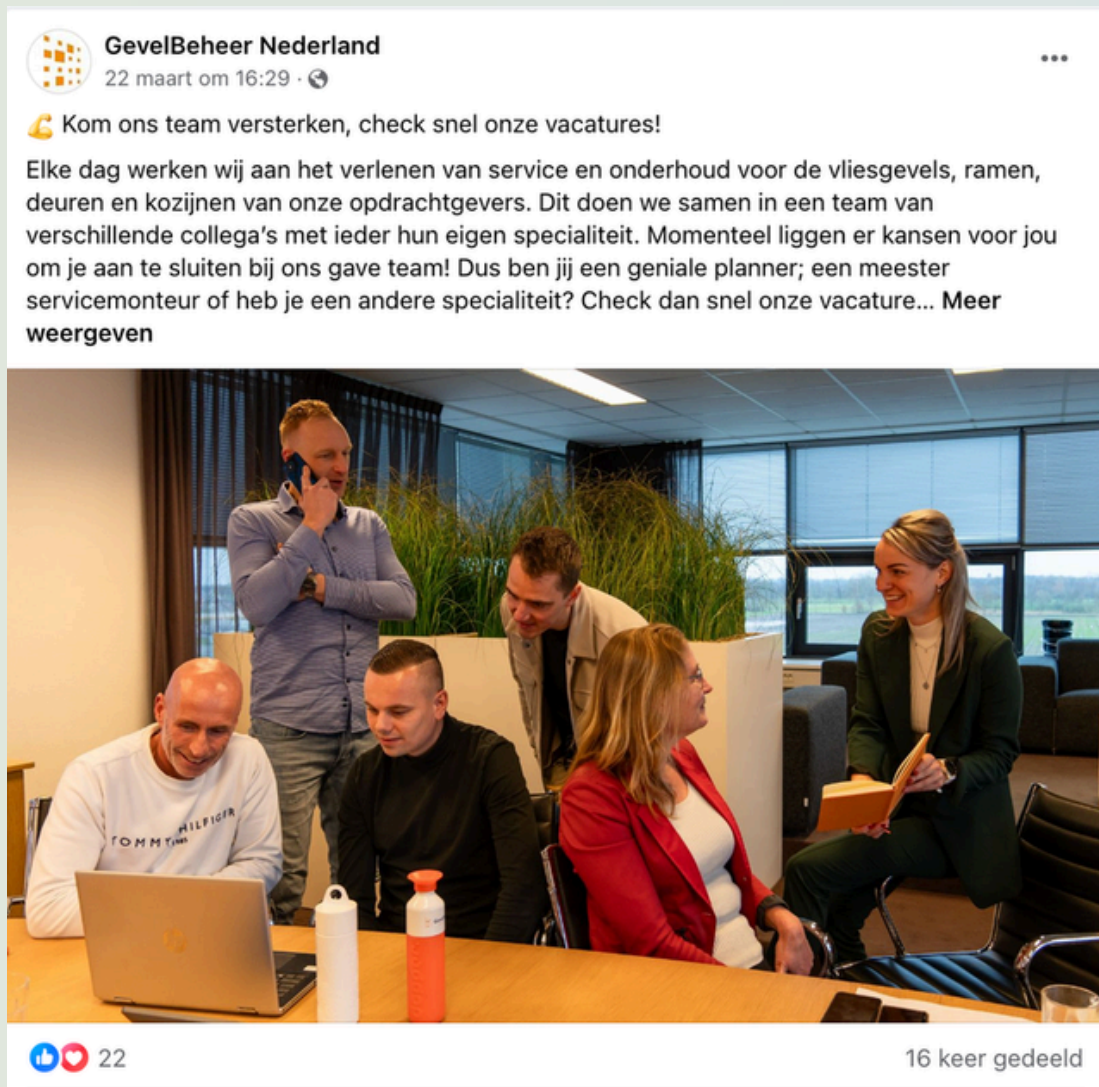 GevelBeheer Nederland
22 maart om 16:29 ·
💪 Kom ons team versterken, check snel onze vacatures!
Elke dag werken wij aan het verlenen van service en onderhoud voor de vliesgevels, ramen,
deuren en kozijnen van onze opdrachtgevers. Dit doen we samen in een team van
verschillende collega's met ieder hun eigen specialiteit. Momenteel liggen er kansen voor jou
om je aan te sluiten bij ons gave team! Dus ben jij een geniale planner; een meester
servicemonteur of heb je een andere specialiteit? Check dan snel onze vacature... Meer
weergeven
TOMMY HILFIGER
hp
22
16 keer gedeeld